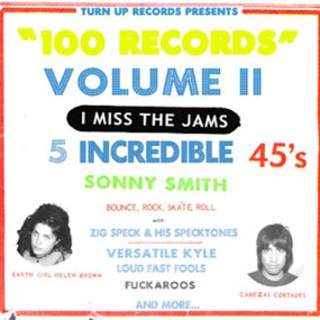 TURN UP RECORDS PRESENTS
"100 RECORDS"
VOLUME II
I MISS THE JAMS
5 INCREDIBLE 45's
SONNY SMITH
BOUNCE, ROCK, SKATE, ROLL
with
ZIG SPECK & HIS SPECKTONES
VERSATILE KYLE
LOUD FAST FOOLS
FUCKAROOS
AND MORE...
EARTH GIRL HELEN BROWN
CABEZAS CORTADES